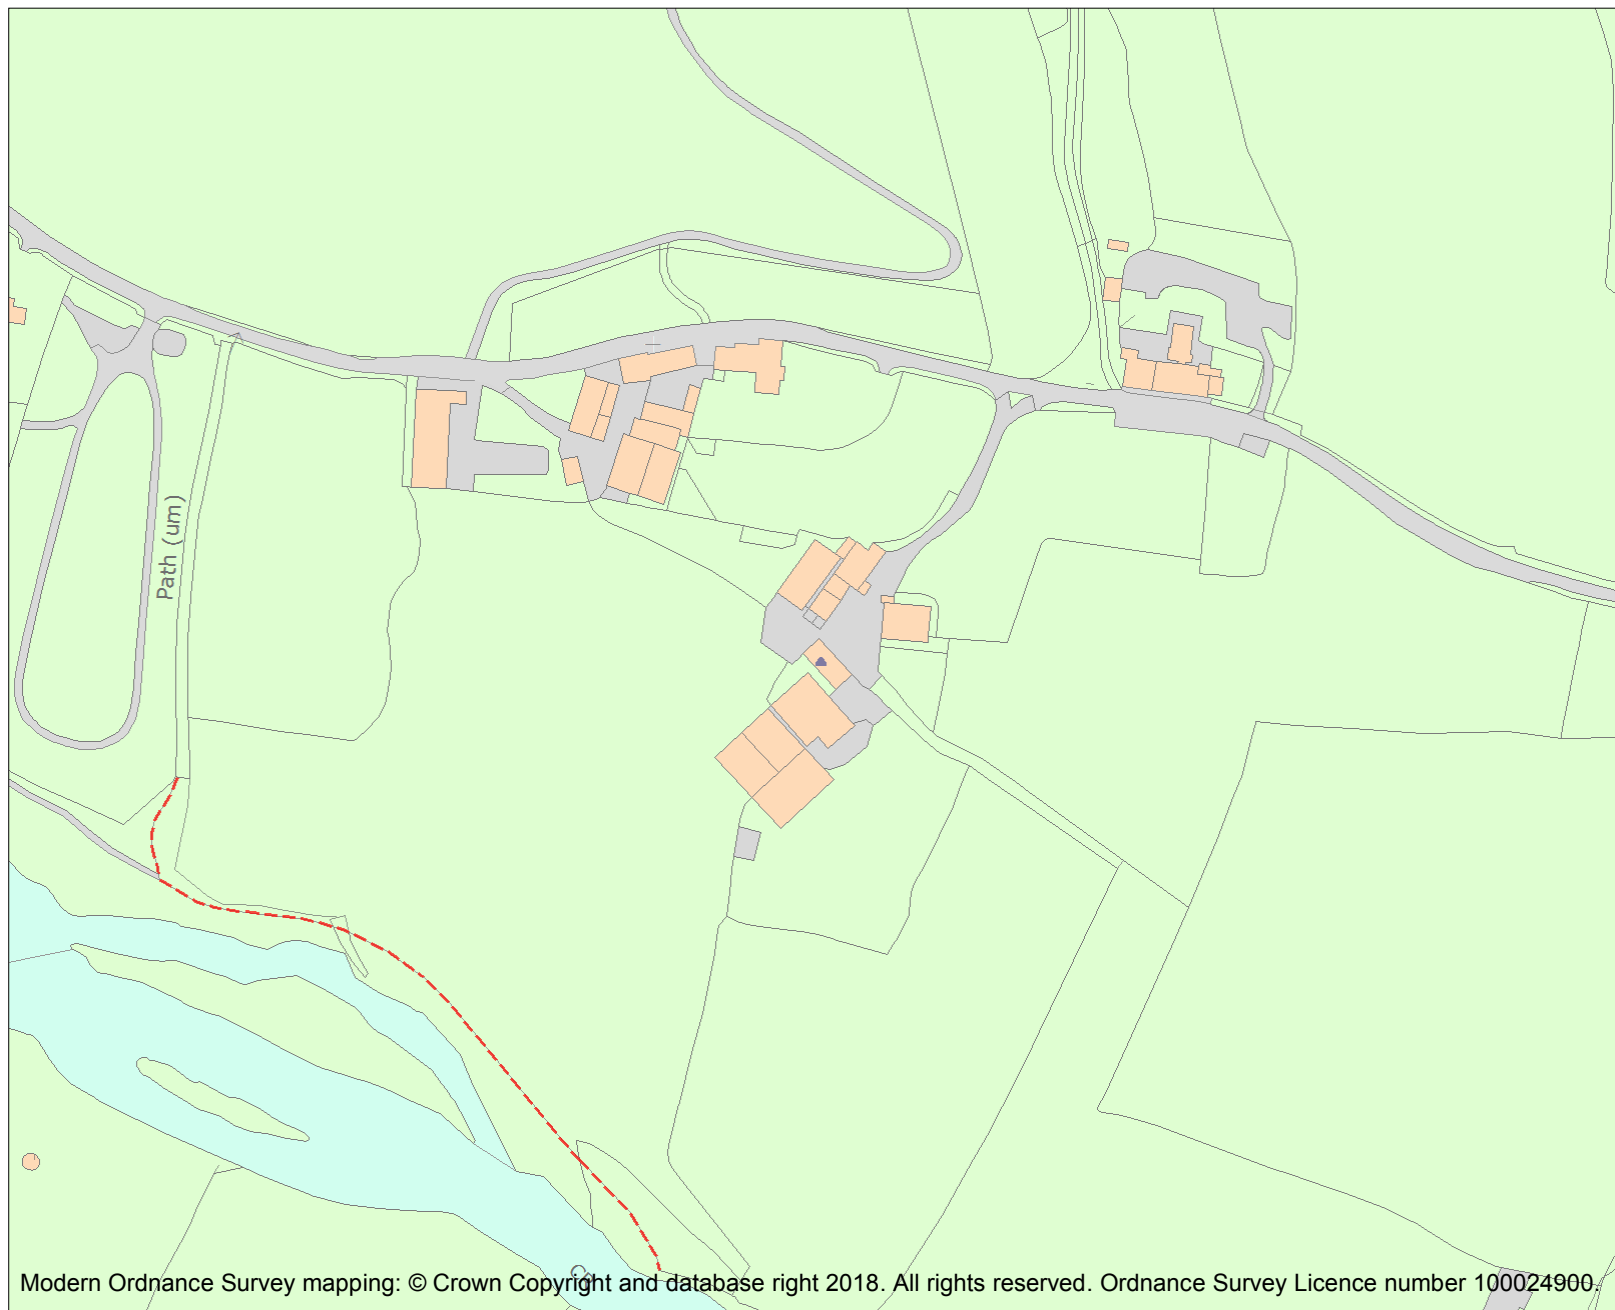 Path (um)
Modern Ordnance Survey mapping: © Crown Copyright and database right 2018. All rights reserved. Ordnance Survey Licence number 100024900.